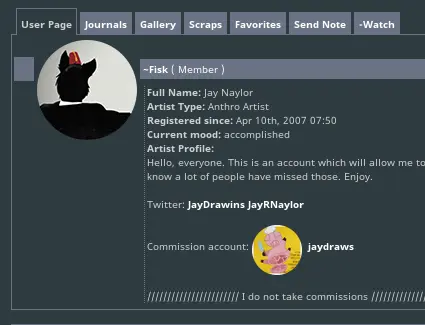 User Page Journals Gallery Scraps Favorites Send Note -Watch
~Fisk ( Member )
Full Name: Jay Naylor
Artist Type: Anthro Artist
Registered since: Apr 10th, 2007 07:50
Current mood: accomplished
Artist Profile:
Hello, everyone. This is an account which will allow me to
know a lot of people have missed those. Enjoy.
Twitter: JayDrawins JayRNaylor
Commission account: jaydraws
/////////////////////// I do not take commissions //////////////